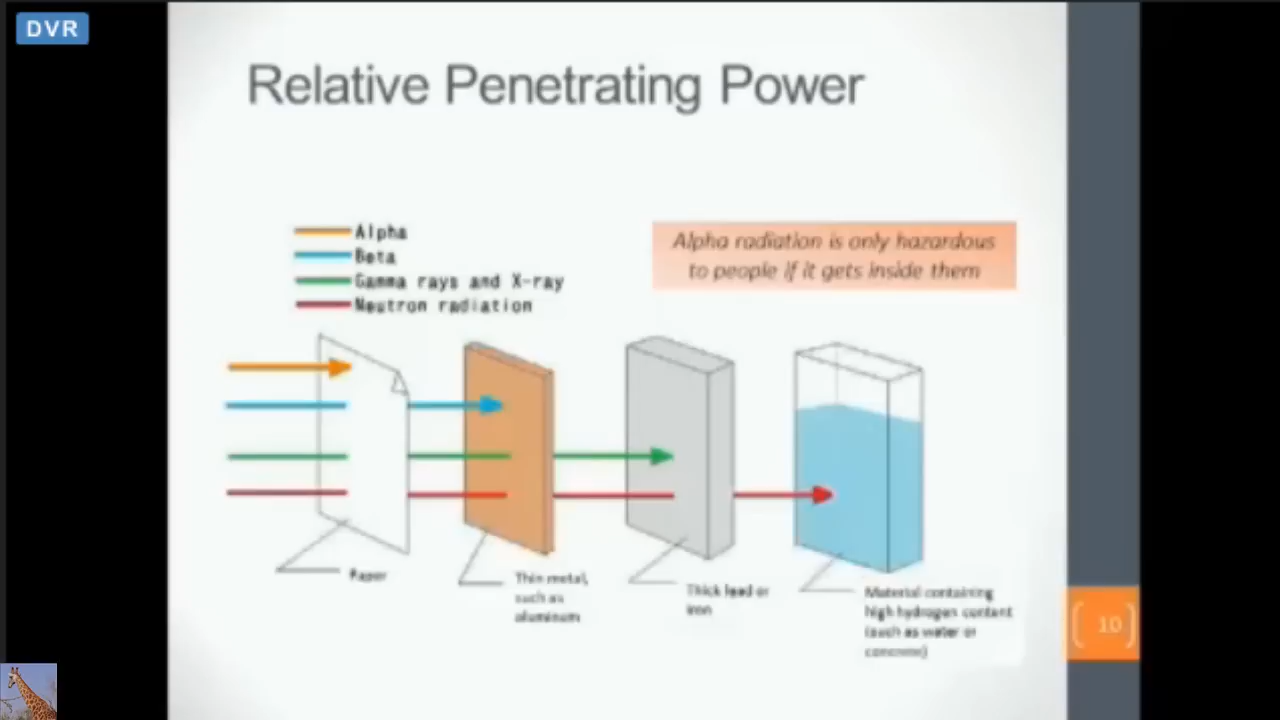 DVR
Relative Penetrating Power
Alpha
Beta
Gamma rays and X-ray
Neutron radiation
Alpha radiation is only hazardous
to people if it gets inside them
Paper
Thin metal,
such as
aluminum
Thick lead or
iron
Material containing
high hydrogen content
(such as water or
concrete)
10